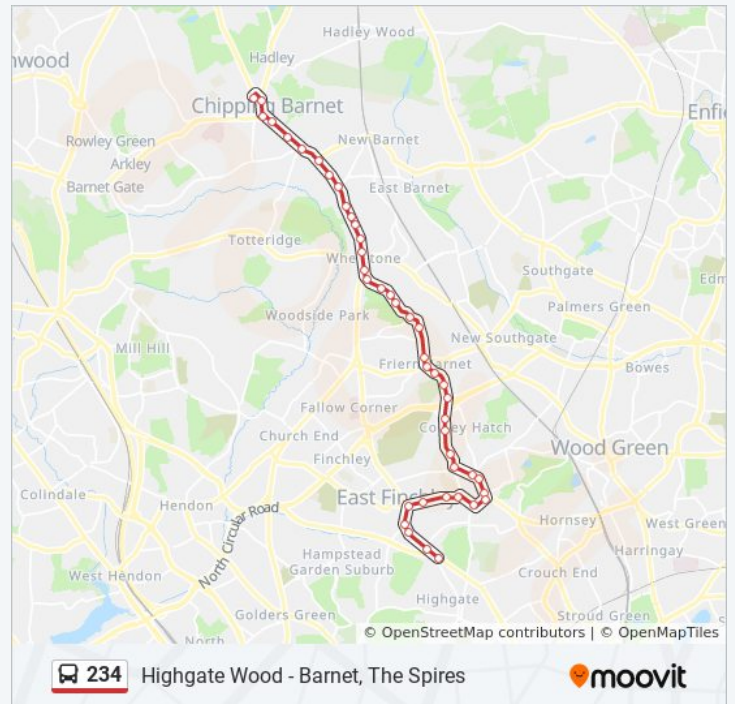 Hadley Wood
Hadley
nwood
Chipping Barnet
Enfi
Rowley Green
New Barnet
Arkley
Barnet Gate
East Barnet
Totteridge
Whetstone
Southgate
Edm
Palmers Green
Woodside Park
New Southgate
Mill Hill
Friern Barnet
Bowes
Fallow Corner
Colney Hatch
Church End
Wood Green
Finchley
Colindale
East Finchley
Hendon
North Circular Road
Hornsey
West Green
Hampstead
Garden Suburb
Harringay
West Hendon
Crouch End
Highgate
Golders Green
Stroud Green
North
© OpenStreetMap contributors | © OpenMapTiles
234 Highgate Wood - Barnet, The Spires
moovit